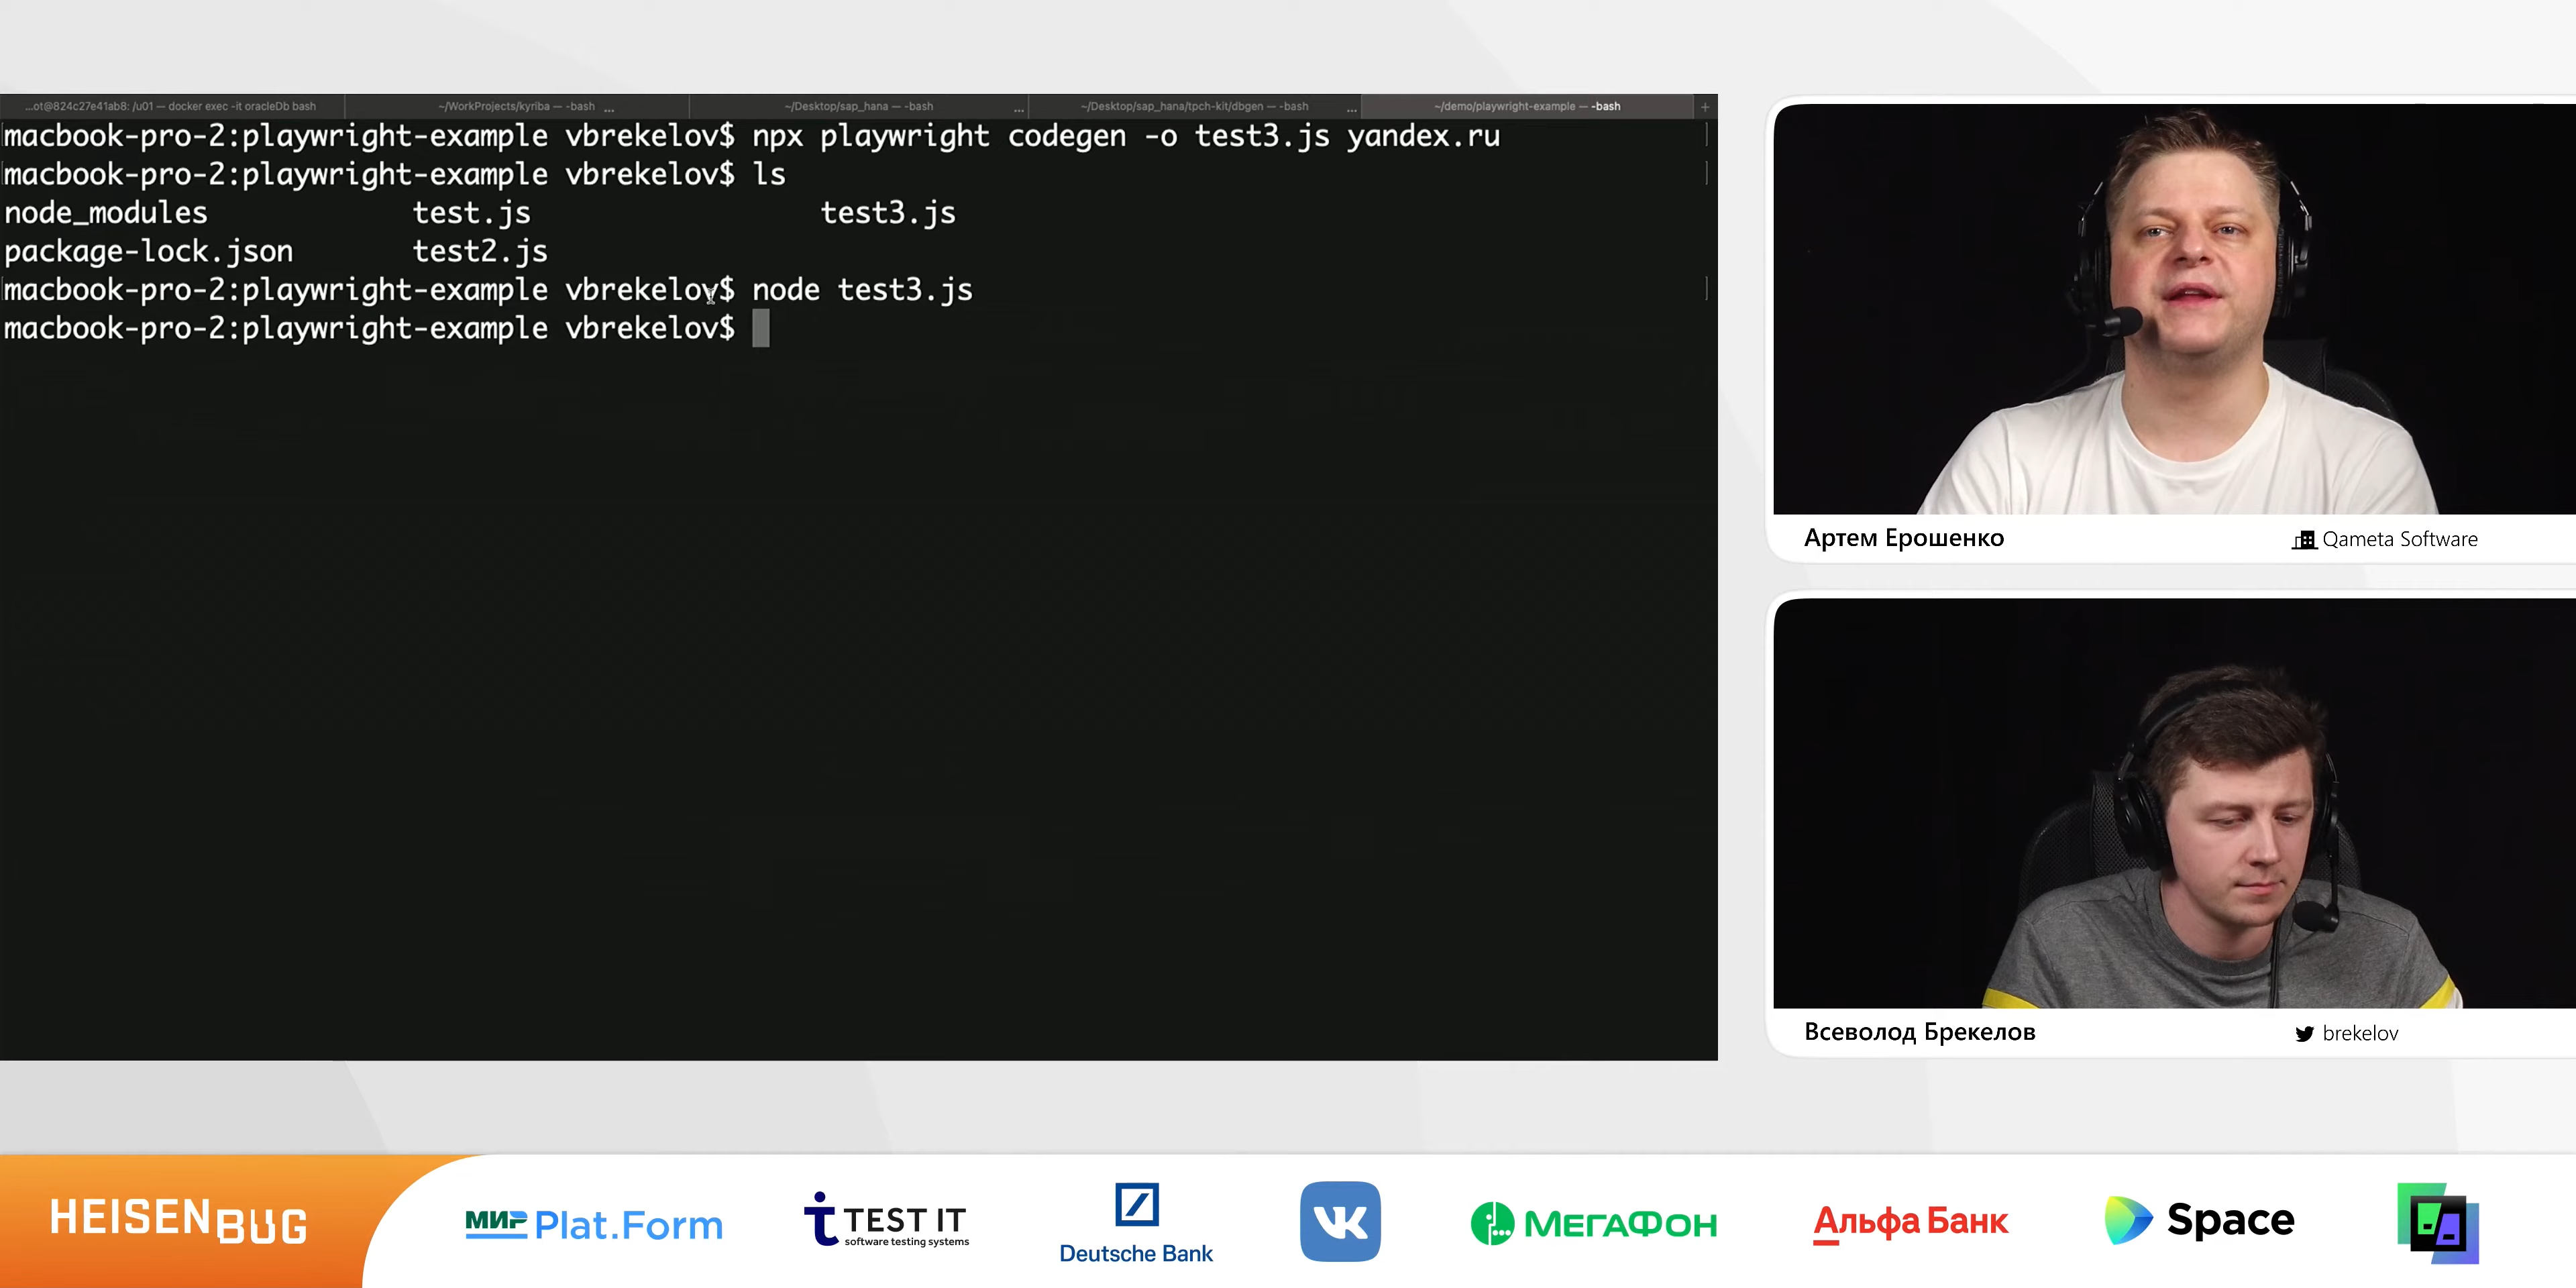 ...ot@824c27e41ab8: /u01 — docker exec -it oracleDb bash
~/WorkProjects/kyriba — -bash ...
~/Desktop/sap_hana — -bash ...
~/Desktop/sap_hana/tpch-kit/dbgen — -bash ...
~/demo/playwright-example — -bash
+
macbook-pro-2:playwright-example vbrekelov$ npx playwright codegen -o test3.js yandex.ru
macbook-pro-2:playwright-example vbrekelov$ ls
node_modules test.js test3.js
package-lock.json test2.js
macbook-pro-2:playwright-example vbrekelov$ node test3.js
macbook-pro-2:playwright-example vbrekelov$
Артем Ерошенко
Qameta Software
Всеволод Брекелов
brekelov
HEISENBUG
МИР Plat.Form
TEST IT
software testing systems
Deutsche Bank
VK
МЕГАФОН
Альфа Банк
Space